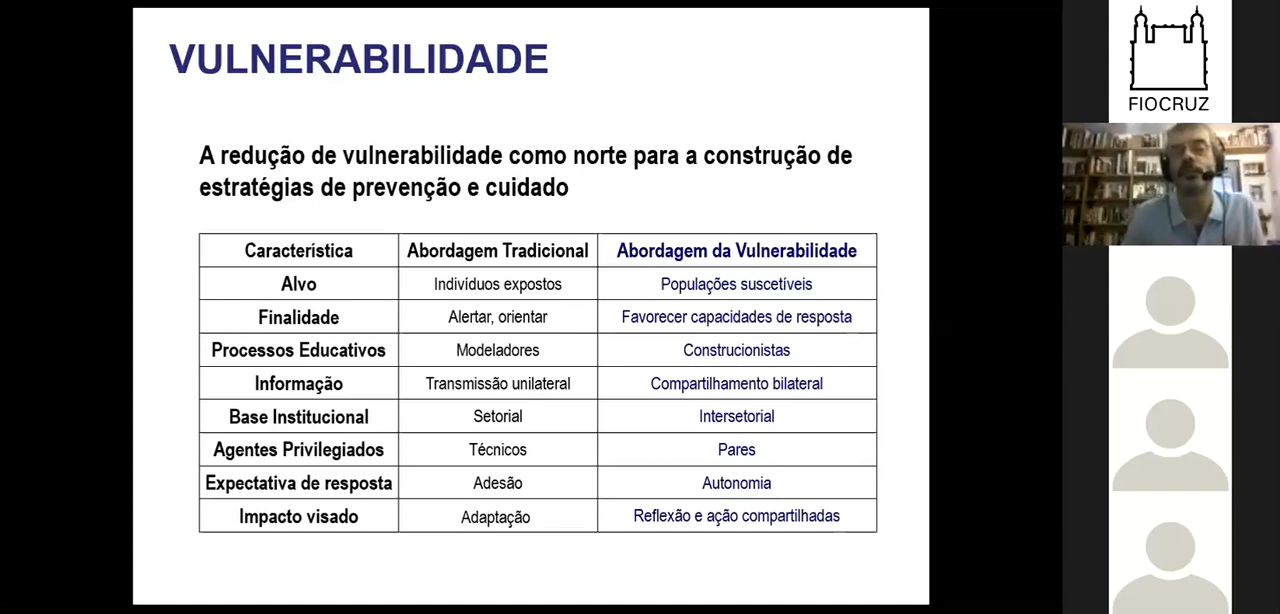 VULNERABILIDADE
A redução de vulnerabilidade como norte para a construção de
estratégias de prevenção e cuidado
Característica Abordagem Tradicional Abordagem da Vulnerabilidade
Alvo Indivíduos expostos Populações suscetíveis
Finalidade Alertar, orientar Favorecer capacidades de resposta
Processos Educativos Modeladores Construcionistas
Informação Transmissão unilateral Compartilhamento bilateral
Base Institucional Setorial Intersetorial
Agentes Privilegiados Técnicos Pares
Expectativa de resposta Adesão Autonomia
Impacto visado Adaptação Reflexão e ação compartilhadas
FIOCRUZ